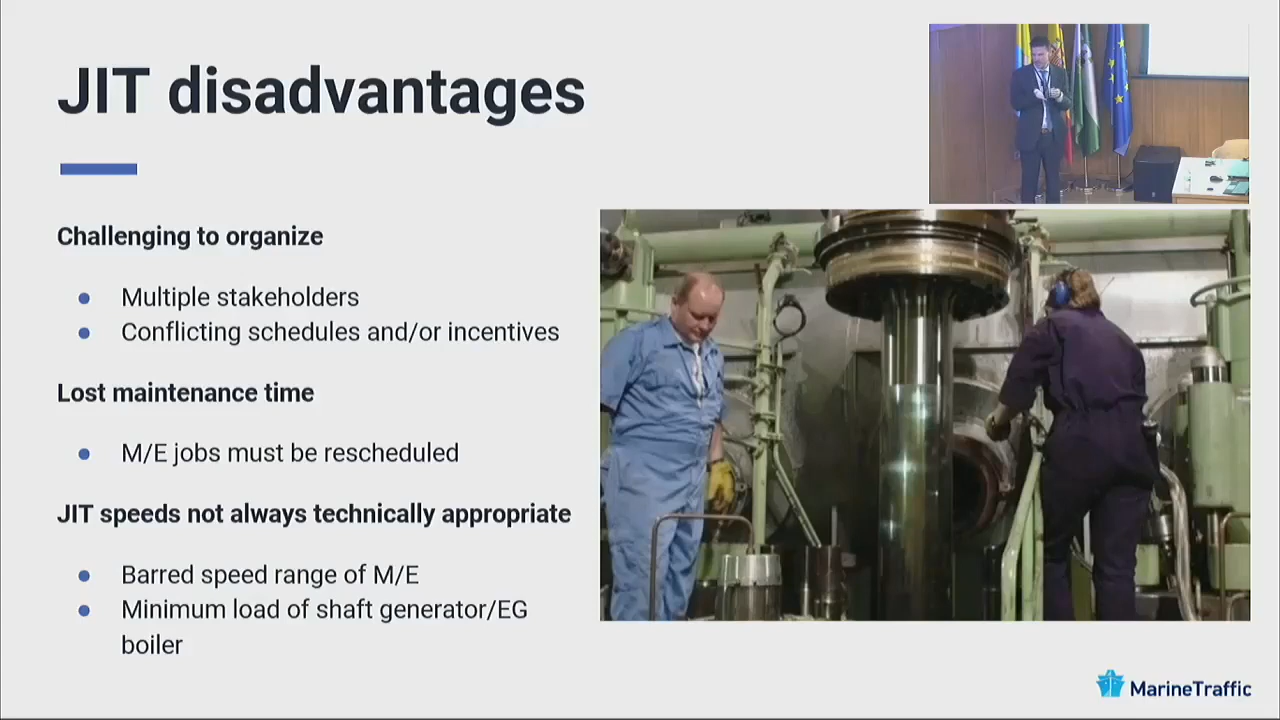 JIT disadvantages
Challenging to organize
Multiple stakeholders
Conflicting schedules and/or incentives
Lost maintenance time
M/E jobs must be rescheduled
JIT speeds not always technically appropriate
Barred speed range of M/E
Minimum load of shaft generator/EG
boiler
MarineTraffic